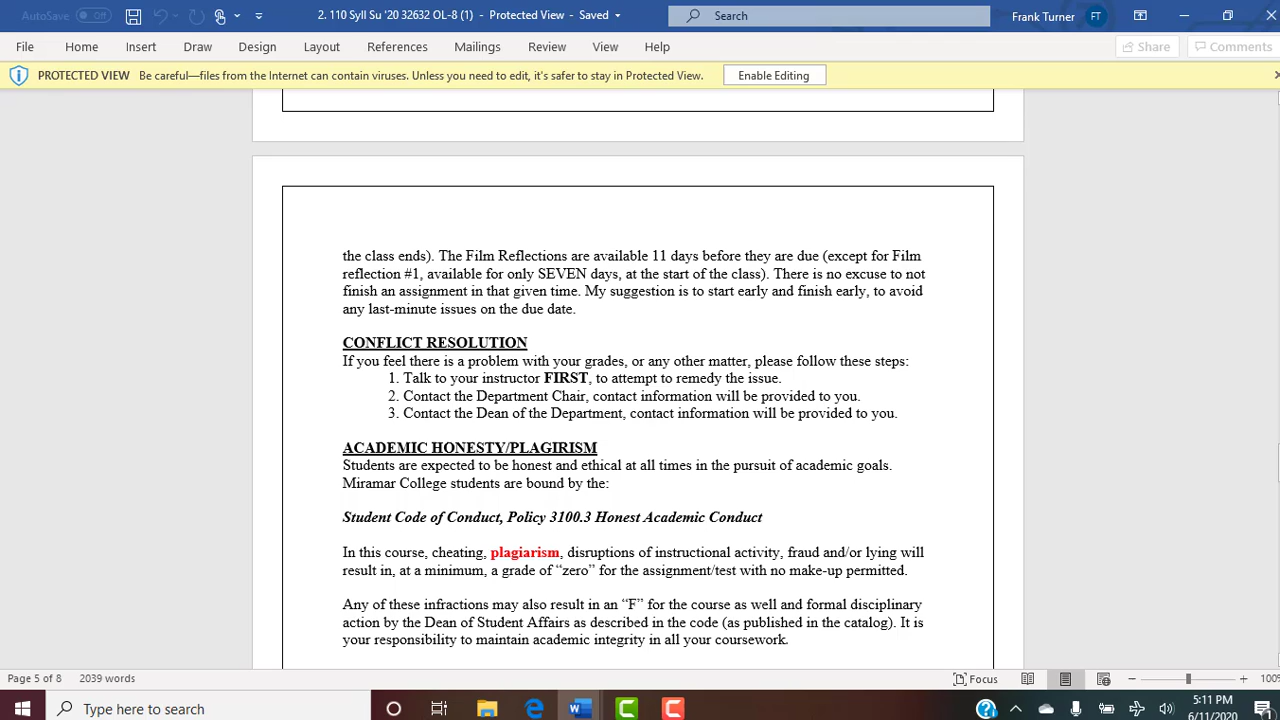 AutoSave Off
2. 110 Syll Su '20 32632 OL-8 (1) - Protected View - Saved
Search
Frank Turner FT
File Home Insert Draw Design Layout References Mailings Review View Help Share Comments
PROTECTED VIEW Be careful—files from the Internet can contain viruses. Unless you need to edit, it's safer to stay in Protected View. Enable Editing
the class ends). The Film Reflections are available 11 days before they are due (except for Film
reflection #1, available for only SEVEN days, at the start of the class). There is no excuse to not
finish an assignment in that given time. My suggestion is to start early and finish early, to avoid
any last-minute issues on the due date.
CONFLICT RESOLUTION
If you feel there is a problem with your grades, or any other matter, please follow these steps:
1. Talk to your instructor FIRST, to attempt to remedy the issue.
2. Contact the Department Chair, contact information will be provided to you.
3. Contact the Dean of the Department, contact information will be provided to you.
ACADEMIC HONESTY/PLAGIRISM
Students are expected to be honest and ethical at all times in the pursuit of academic goals.
Miramar College students are bound by the:
Student Code of Conduct, Policy 3100.3 Honest Academic Conduct
In this course, cheating, plagiarism, disruptions of instructional activity, fraud and/or lying will
result in, at a minimum, a grade of “zero” for the assignment/test with no make-up permitted.
Any of these infractions may also result in an “F” for the course as well and formal disciplinary
action by the Dean of Student Affairs as described in the code (as published in the catalog). It is
your responsibility to maintain academic integrity in all your coursework.
Page 5 of 8 2039 words Focus 100%
Type here to search
5:11 PM
6/11/2020